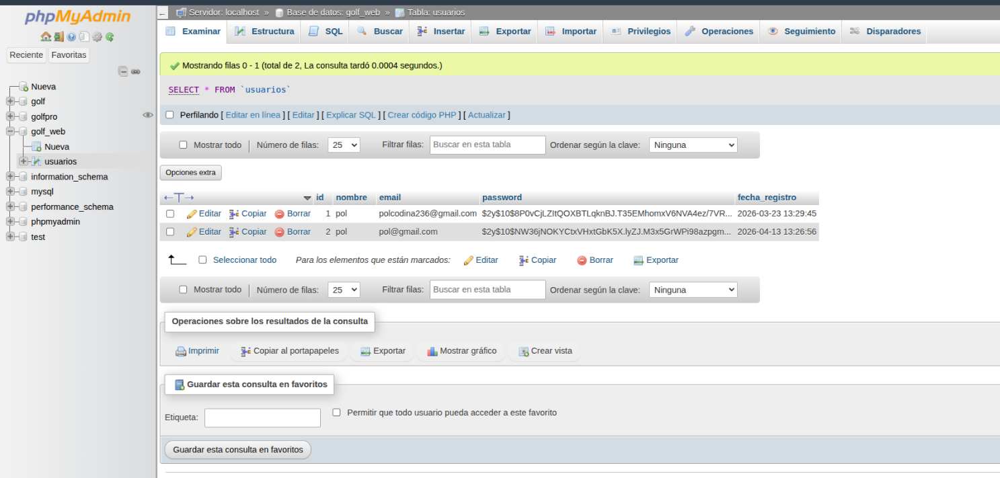 phpMyAdmin
Reciente Favoritas
Nueva
golf
golfpro
golf_web
Nueva
usuarios
information_schema
mysql
performance_schema
phpmyadmin
test
Servidor: localhost » Base de datos: golf_web » Tabla: usuarios
Examinar Estructura SQL Buscar Insertar Exportar Importar Privilegios Operaciones Seguimiento Disparadores
Mostrando filas 0 - 1 (total de 2, La consulta tardó 0.0004 segundos.)
SELECT * FROM `usuarios`
Perfilando [ Editar en línea ] [ Editar ] [ Explicar SQL ] [ Crear código PHP ] [ Actualizar ]
Mostrar todo | Número de filas: 25 Filtrar filas: Buscar en esta tabla Ordenar según la clave: Ninguna
Opciones extra
←T→ id nombre email password fecha_registro
Editar Copiar Borrar 1 pol polcodina236@gmail.com $2y$10$8P0vCjLZItQOXBTLqknBJ.T35EMhomxV6NVA4ez/7VR... 2026-03-23 13:29:45
Editar Copiar Borrar 2 pol pol@gmail.com $2y$10$NW36jNOKYCtxVHxtGbK5X.lyZJ.M3x5GrWPi98azpgm... 2026-04-13 13:26:56
Seleccionar todo Para los elementos que están marcados: Editar Copiar Borrar Exportar
Mostrar todo | Número de filas: 25 Filtrar filas: Buscar en esta tabla Ordenar según la clave: Ninguna
Operaciones sobre los resultados de la consulta
Imprimir Copiar al portapapeles Exportar Mostrar gráfico Crear vista
Guardar esta consulta en favoritos
Etiqueta: Permitir que todo usuario pueda acceder a este favorito
Guardar esta consulta en favoritos